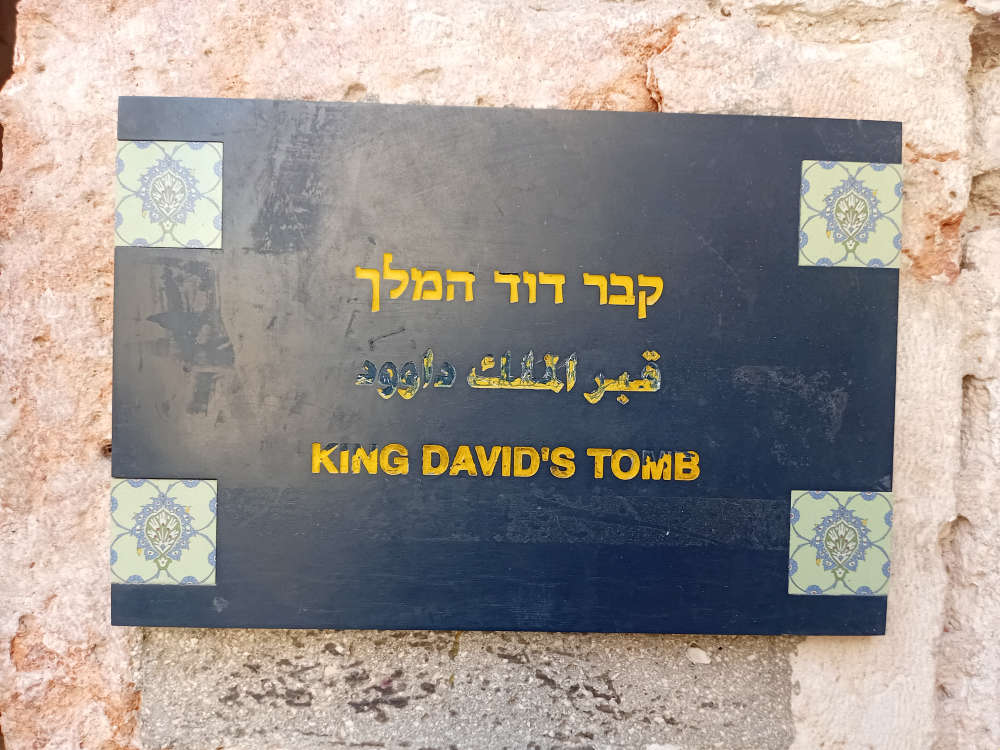 קבר דוד המלך
قبر الملك داوود
KING DAVID'S TOMB